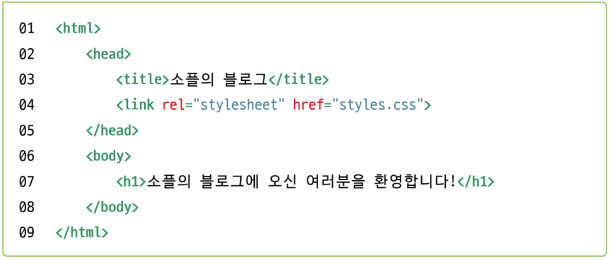 01 <html>
02 <head>
03 <title>소플의 블로그</title>
04 <link rel="stylesheet" href="styles.css">
05 </head>
06 <body>
07 <h1>소플의 블로그에 오신 여러분을 환영합니다!</h1>
08 </body>
09 </html>